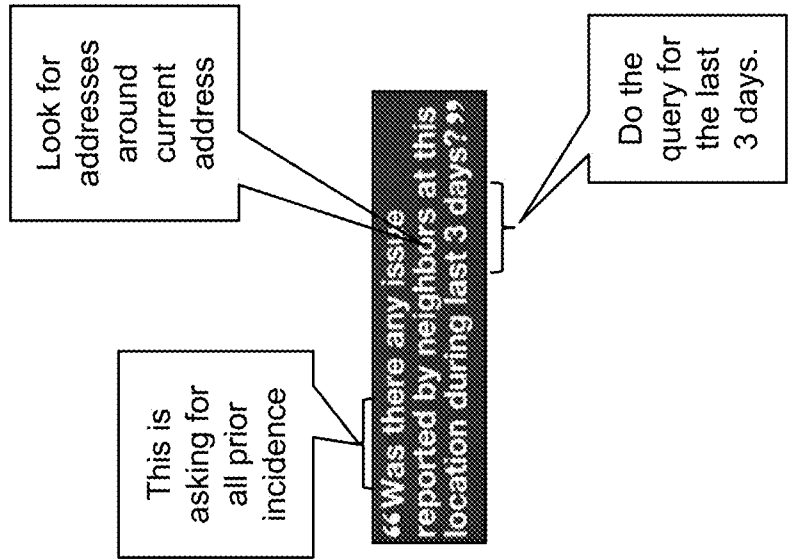 This is
asking for
all prior
incidence
Look for
addresses
around
current
address
“Was there any issue
reported by neighbors at this
location during last 3 days?”
Do the
query for
the last
3 days.